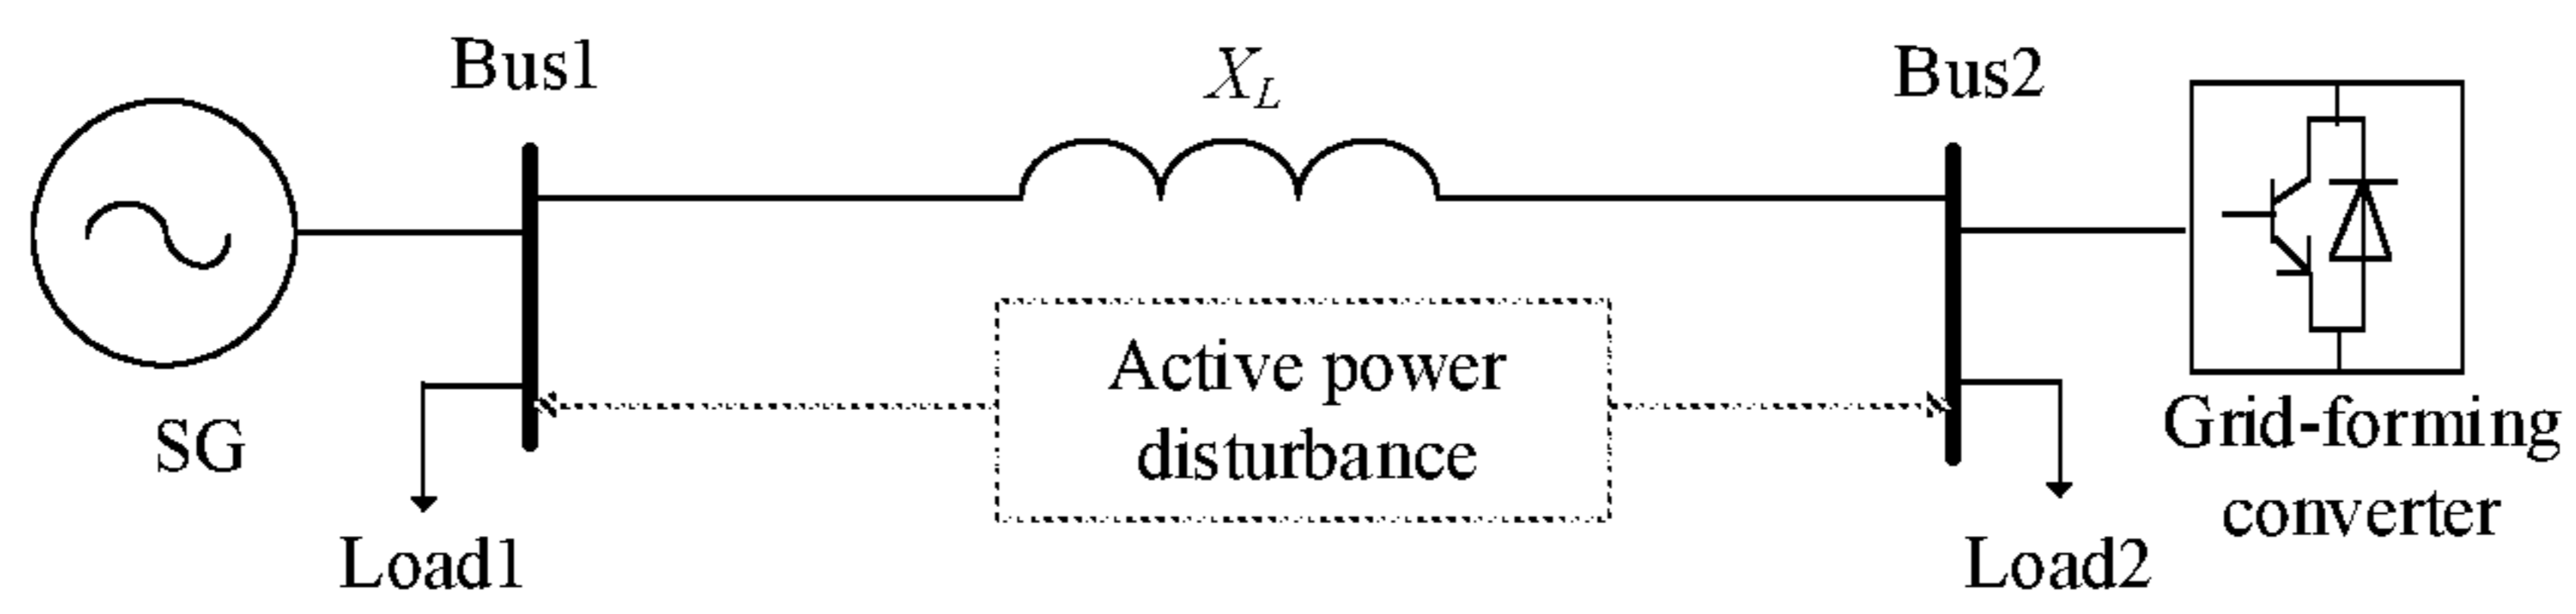 Bus1
X_L
Bus2
Active power
disturbance
SG
Grid-forming
converter
Load1
Load2